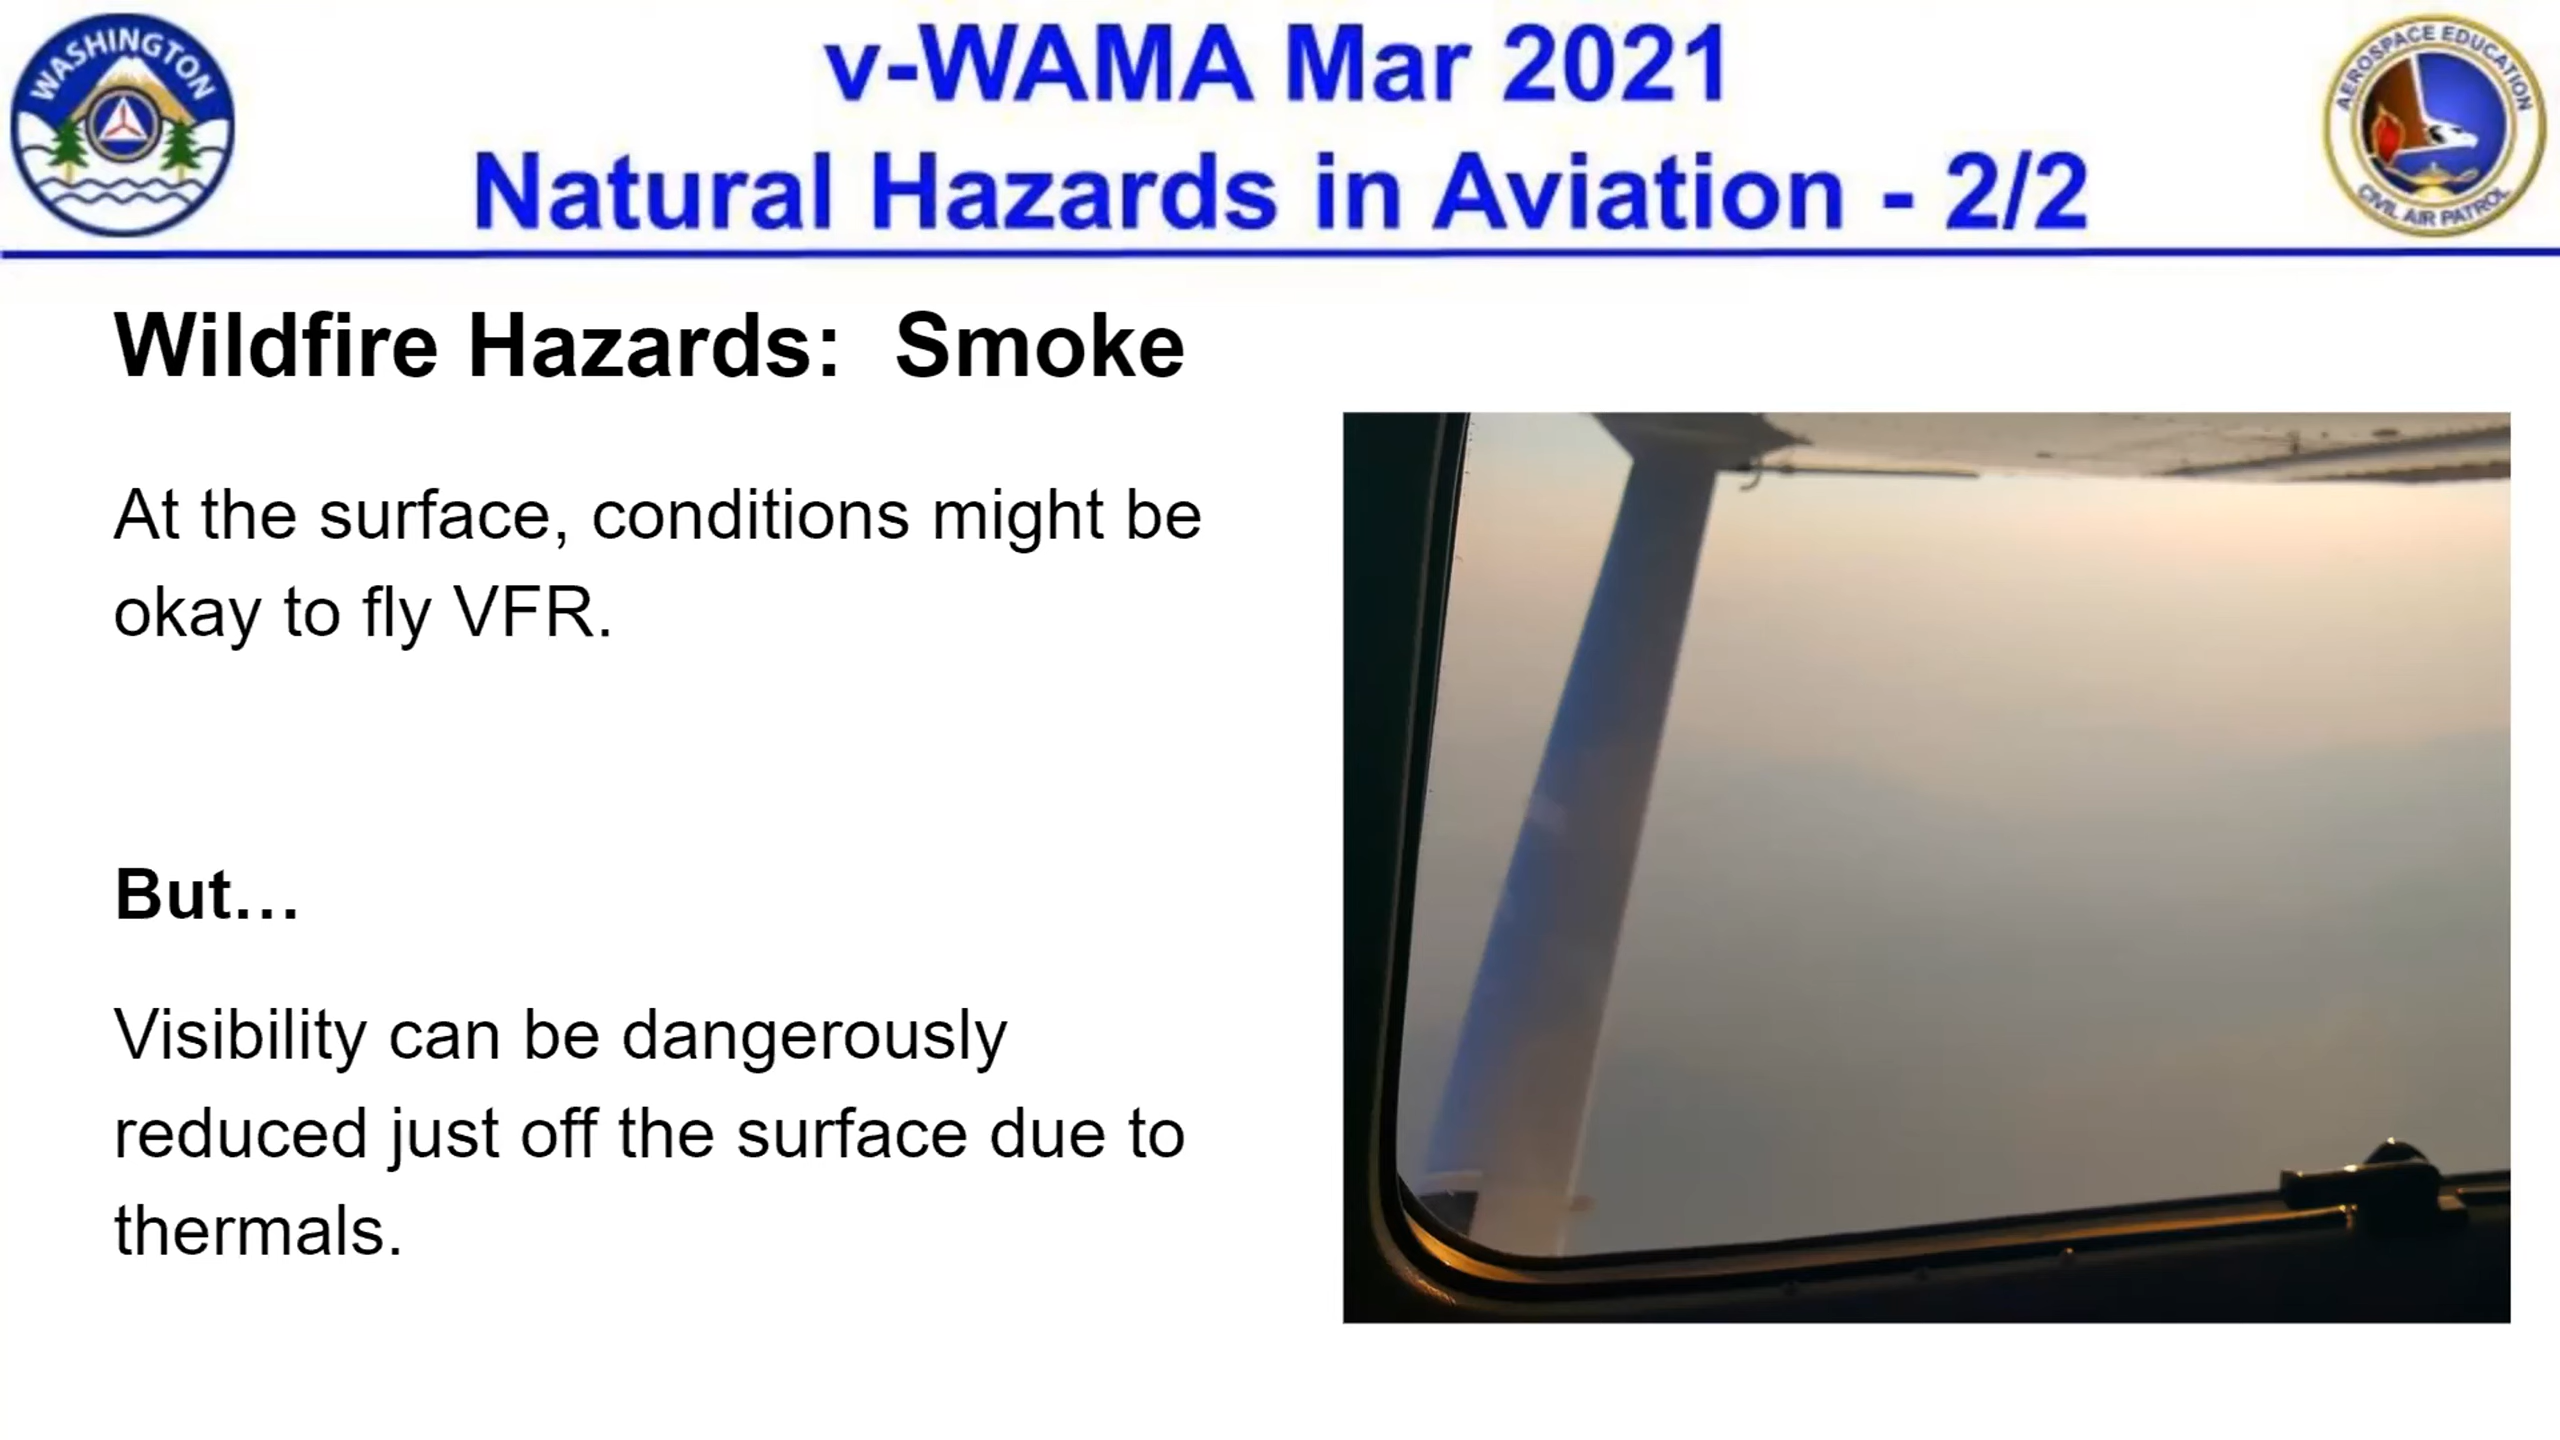 WASHINGTON
v-WAMA Mar 2021
Natural Hazards in Aviation - 2/2
AEROSPACE EDUCATION
CIVIL AIR PATROL
Wildfire Hazards: Smoke
At the surface, conditions might be
okay to fly VFR.
But...
Visibility can be dangerously
reduced just off the surface due to
thermals.